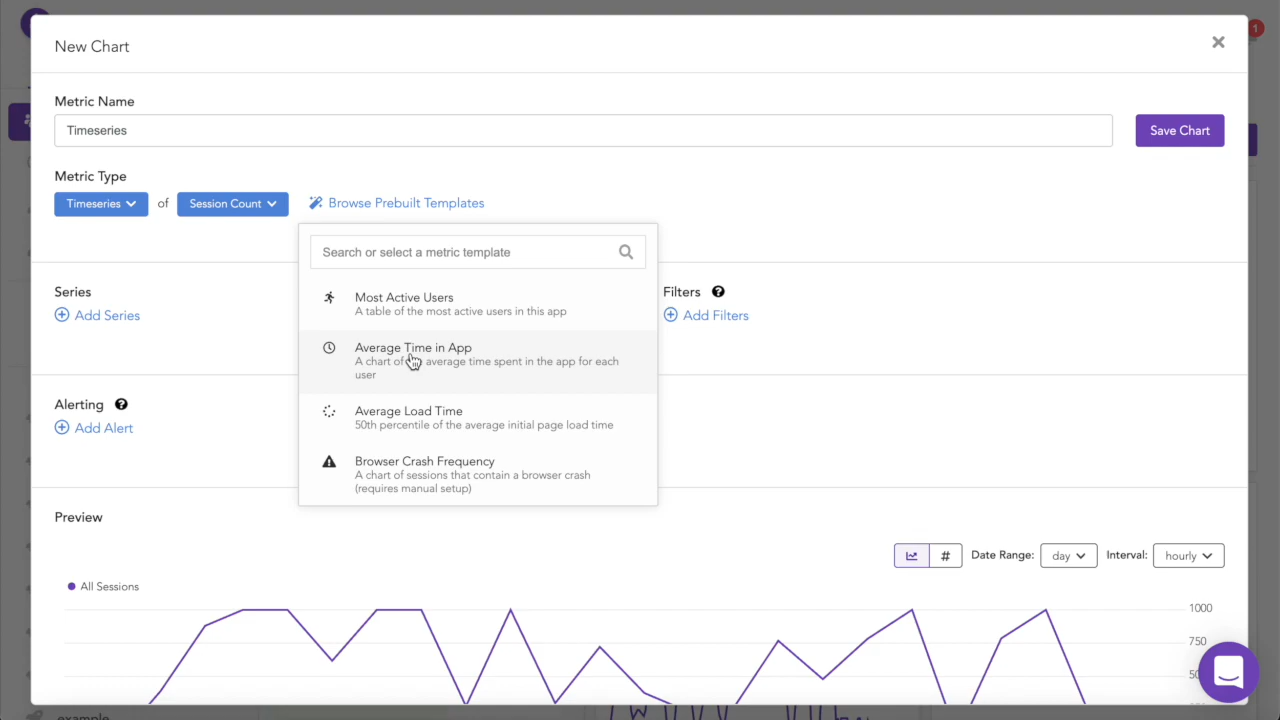 New Chart
1
Metric Name
Timeseries
Save Chart
Metric Type
Timeseries of Session Count Browse Prebuilt Templates
Search or select a metric template
Series
Add Series
Most Active Users
A table of the most active users in this app
Filters
Add Filters
Average Time in App
A chart of average time spent in the app for each
user
Alerting
Add Alert
Average Load Time
50th percentile of the average initial page load time
Browser Crash Frequency
A chart of sessions that contain a browser crash
(requires manual setup)
Preview
# Date Range: day Interval: hourly
All Sessions
1000
750
example